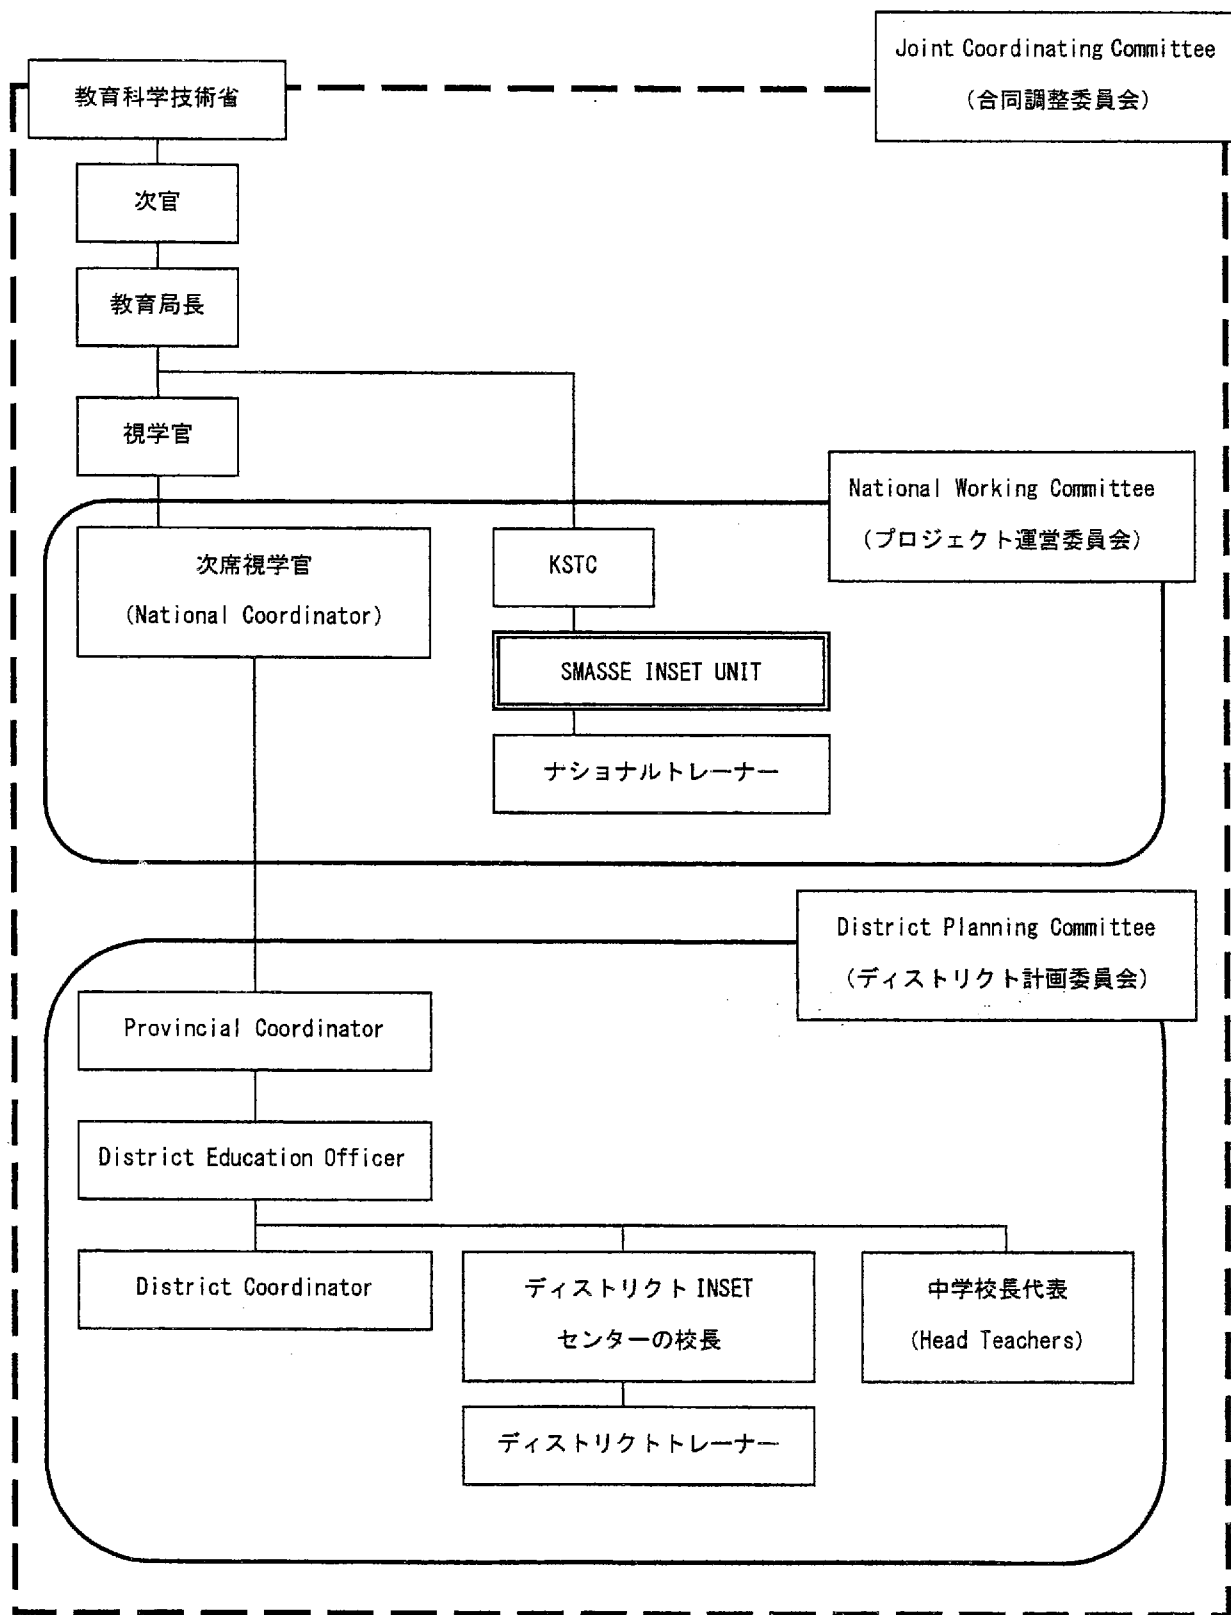 Joint Coordinating Committee
(合同調整委員会)
教育科学技術省
次官
教育局長
視学官
National Working Committee
(プロジェクト運営委員会)
次席視学官
(National Coordinator)
KSTC
SMASSE INSET UNIT
ナショナルトレーナー
District Planning Committee
(ディストリクト計画委員会)
Provincial Coordinator
District Education Officer
District Coordinator
ディストリクト INSET
センターの校長
中学校長代表
(Head Teachers)
ディストリクトトレーナー